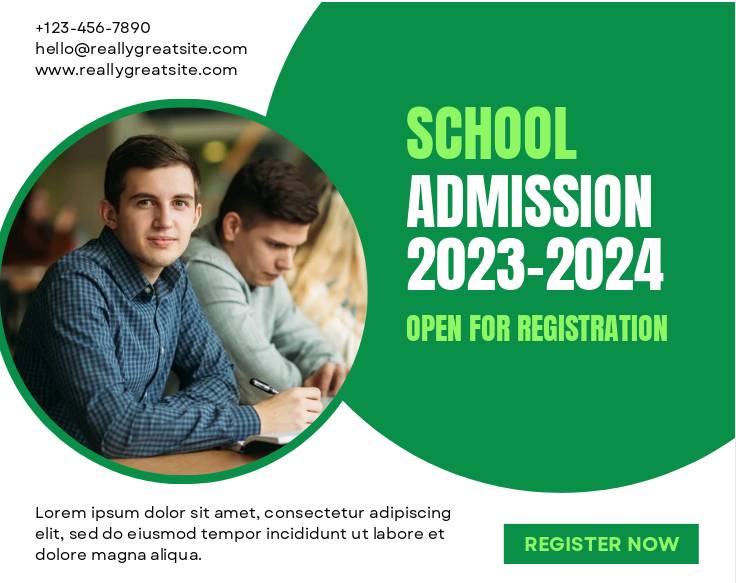 +123-456-7890
hello@reallygreatsite.com
www.reallygreatsite.com
SCHOOL
ADMISSION
2023-2024
OPEN FOR REGISTRATION
Lorem ipsum dolor sit amet, consectetur adipiscing
elit, sed do eiusmod tempor incididunt ut labore et
dolore magna aliqua.
REGISTER NOW